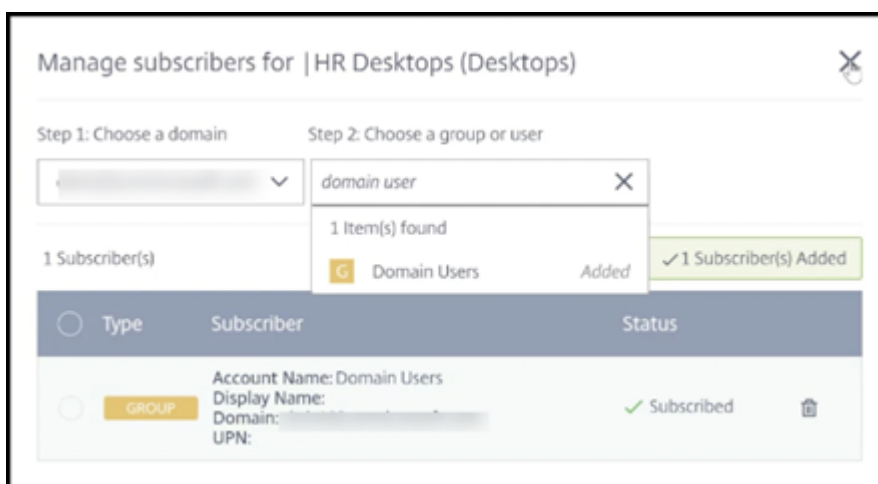 Manage subscribers for |HR Desktops (Desktops)
Step 1: Choose a domain
Step 2: Choose a group or user
domain user
1 Item(s) found
G Domain Users Added
1 Subscriber(s)
1 Subscriber(s) Added
Type Subscriber Status
GROUP
Account Name: Domain Users
Display Name:
Domain:
UPN:
Subscribed